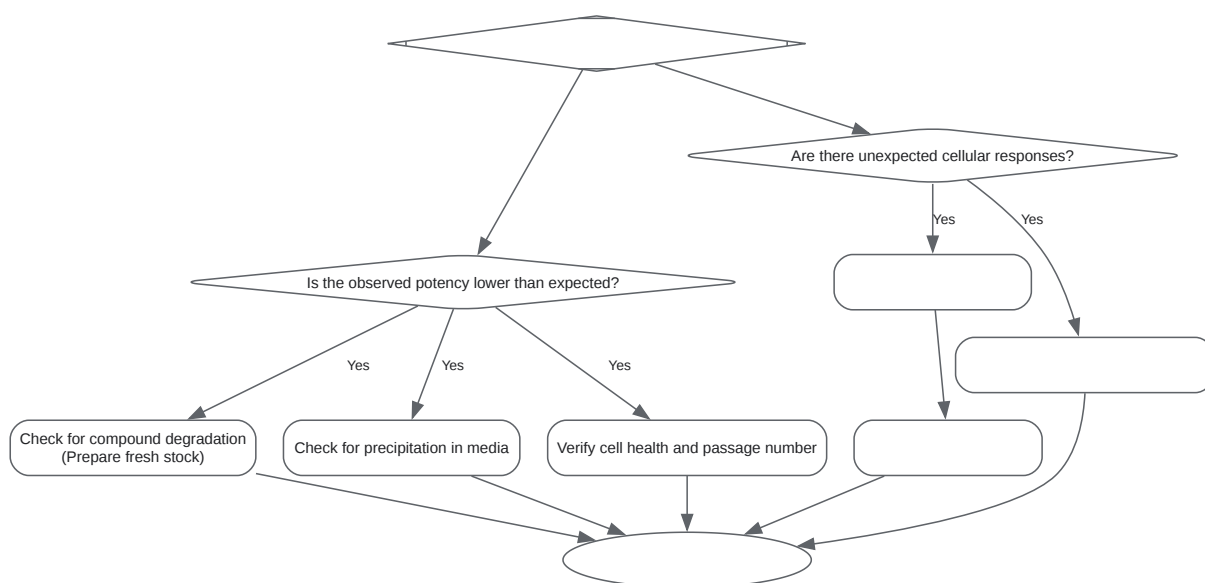 Are there unexpected cellular responses?
Yes
Yes
Is the observed potency lower than expected?
Yes
Yes
Yes
Check for compound degradation
(Prepare fresh stock)
Check for precipitation in media
Verify cell health and passage number